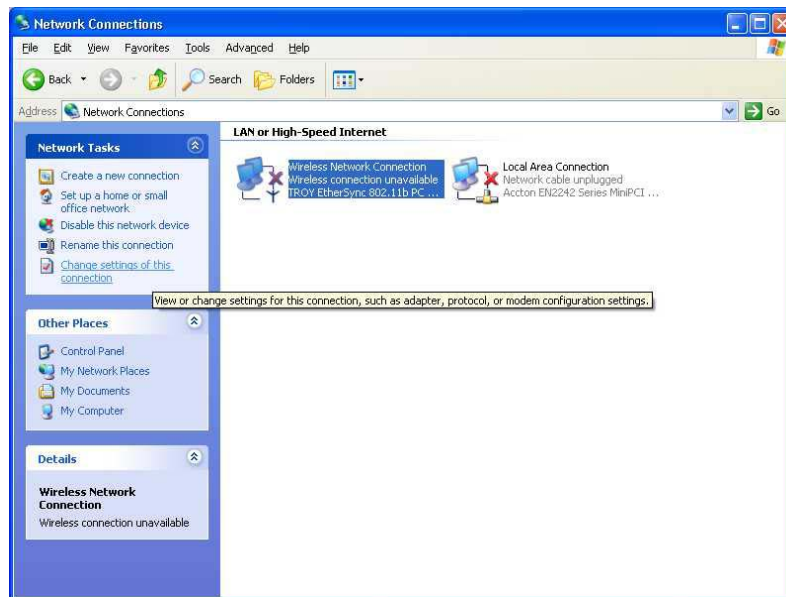 Network Connections
File Edit View Favorites Tools Advanced Help
Back Search Folders
Address Network Connections Go
Network Tasks
Create a new connection
Set up a home or small
office network
Disable this network device
Rename this connection
Change settings of this
connection
LAN or High-Speed Internet
Wireless Network Connection
Wireless connection unavailable
TROY EtherSync 802.11b PC ...
Local Area Connection
Network cable unplugged
Accton EN2242 Series MiniPCI ...
View or change settings for this connection, such as adapter, protocol, or modem configuration settings.
Other Places
Control Panel
My Network Places
My Documents
My Computer
Details
Wireless Network
Connection
Wireless connection unavailable